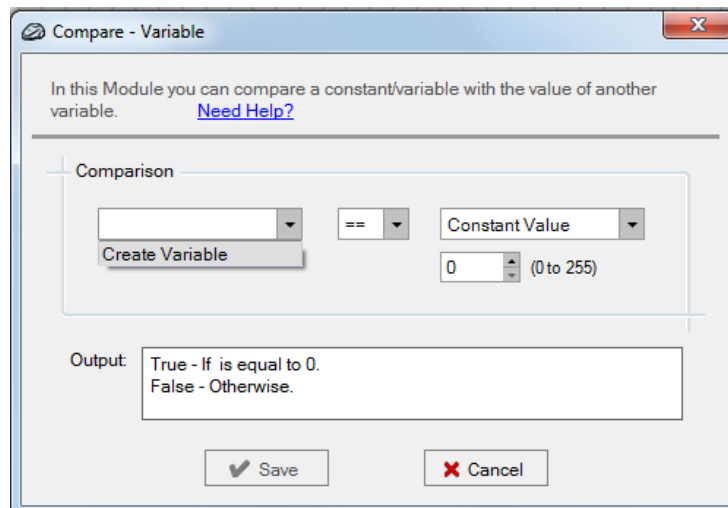 Compare - Variable
In this Module you can compare a constant/variable with the value of another
variable. Need Help?
Comparison
== Constant Value
Create Variable
0 (0 to 255)
Output: True - If  is equal to 0.
False - Otherwise.
Save Cancel